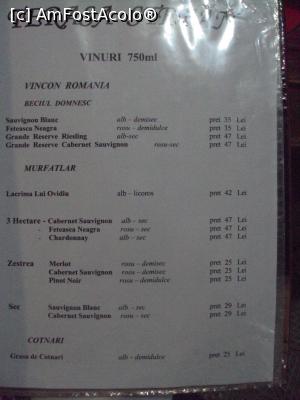 [c] AmFostAcolo®
VINURI 750ml
VINCON ROMANIA
BECIUL DOMNESC
Sauvignon Blanc alb – demisec pret 35 Lei
Feteasca Neagra rosu – demidulce pret 35 Lei
Grande Reserve Riesling alb-sec pret 47 Lei
Grande Reserve Cabernet Sauvignon rosu-sec pret 47 Lei
MURFATLAR
Lacrima Lui Ovidiu alb – licoros pret 42 Lei
3 Hectare - Cabernet Sauvignon alb – sec pret 47 Lei
- Feteasca Neagra rosu – sec pret 47 Lei
- Chardonnay alb – sec pret 47 Lei
Zestrea Merlot rosu – demisec pret 25 Lei
Cabernet Sauvignon rosu – demisec pret 25 Lei
Pinot Noir rosu – demidulce pret 25 Lei
Sec Sauvignon Blanc alb – sec pret 29 Lei
Cabernet Sauvignon rosu – sec pret 29 Lei
COTNARI
Grasa de Cotnari alb – demidulce pret 25 Lei